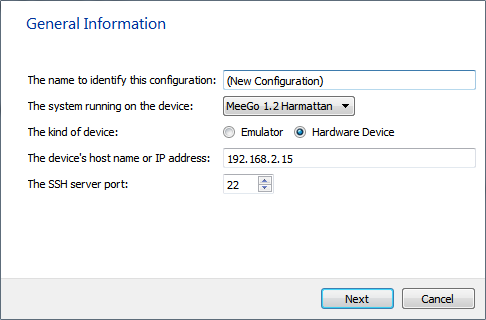 General Information
The name to identify this configuration: (New Configuration)
The system running on the device: MeeGo 1.2 Harmattan
The kind of device: Emulator Hardware Device
The device's host name or IP address: 192.168.2.15
The SSH server port: 22
Next Cancel